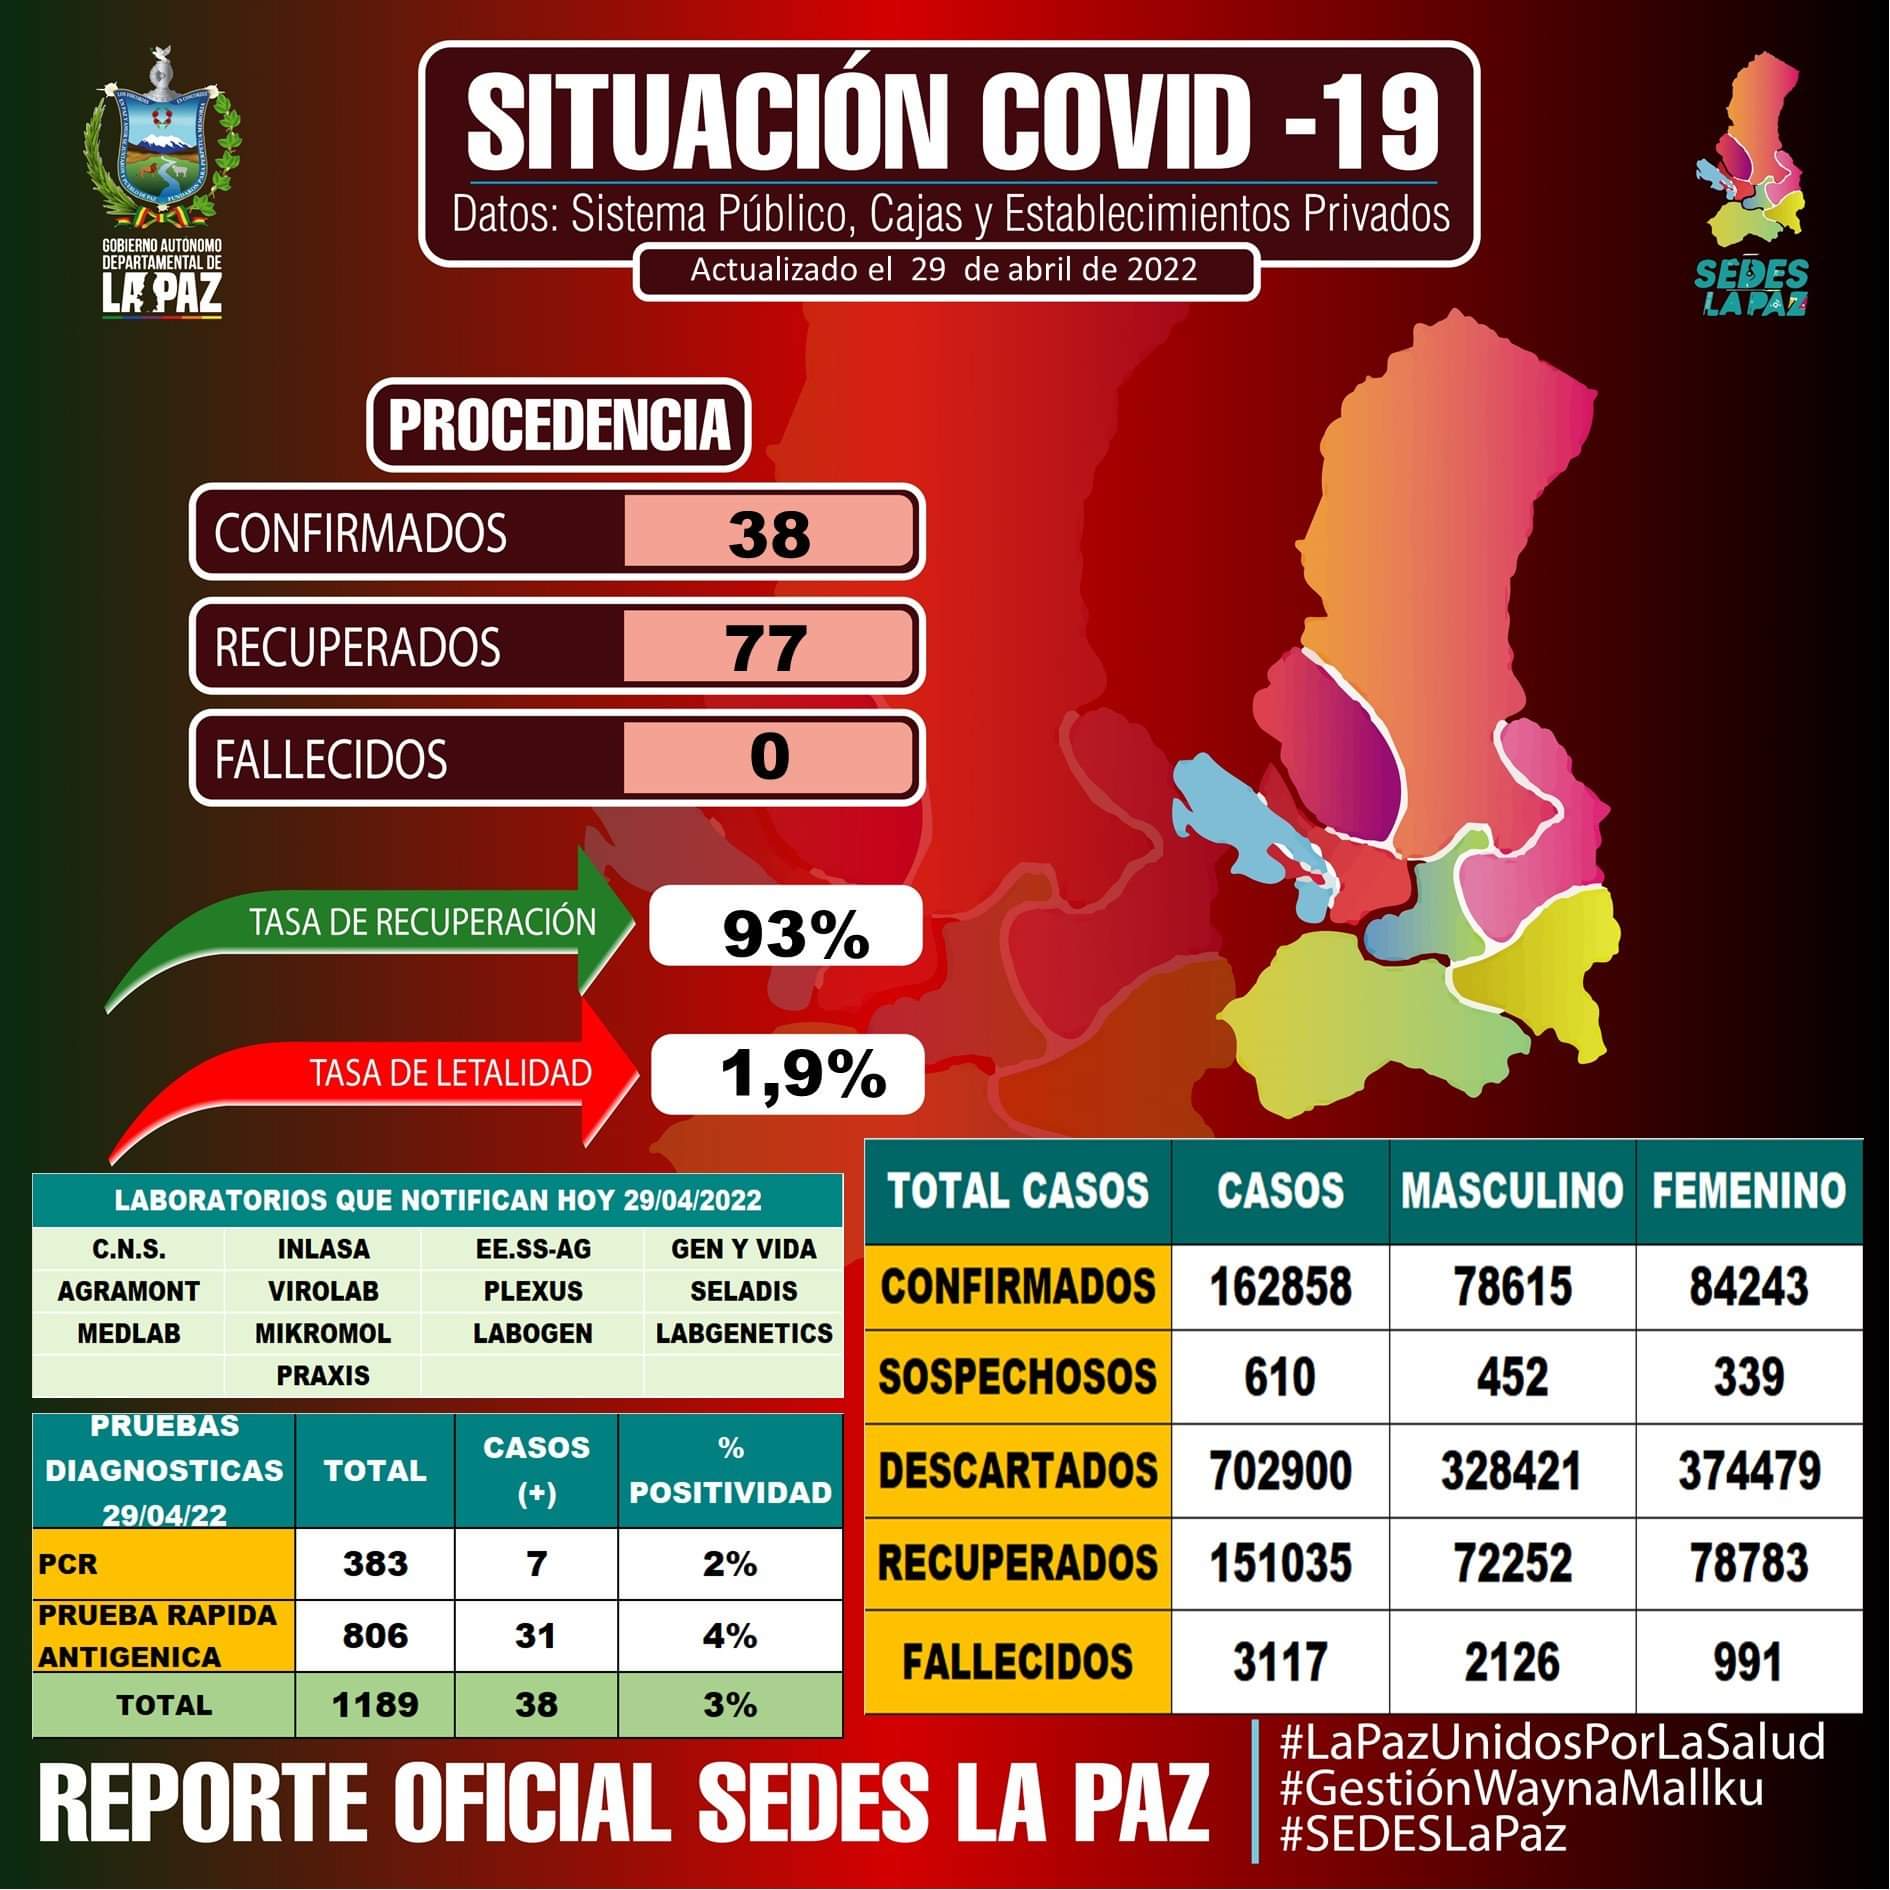 SITUACIÓN COVID -19
Datos: Sistema Público, Cajas y Establecimientos Privados
Actualizado el 29 de abril de 2022
GOBIERNO AUTÓNOMO
DEPARTAMENTAL DE
LA PAZ
SEDES
LA PAZ
PROCEDENCIA
CONFIRMADOS 38
RECUPERADOS 77
FALLECIDOS 0
TASA DE RECUPERACIÓN 93%
TASA DE LETALIDAD 1,9%
LABORATORIOS QUE NOTIFICAN HOY 29/04/2022
C.N.S. INLASA EE.SS-AG GEN Y VIDA
AGRAMONT VIROLAB PLEXUS SELADIS
MEDLAB MIKROMOL LABOGEN LABGENETICS
PRAXIS
PRUEBAS
DIAGNOSTICAS
29/04/22
TOTAL
CASOS
(+)
%
POSITIVIDAD
PCR 383 7 2%
PRUEBA RAPIDA
ANTIGENICA
806 31 4%
TOTAL 1189 38 3%
TOTAL CASOS CASOS MASCULINO FEMENINO
CONFIRMADOS 162858 78615 84243
SOSPECHOSOS 610 452 339
DESCARTADOS 702900 328421 374479
RECUPERADOS 151035 72252 78783
FALLECIDOS 3117 2126 991
REPORTE OFICIAL SEDES LA PAZ
#LaPazUnidosPorLaSalud
#GestiónWaynaMallku
#SEDESLaPaz